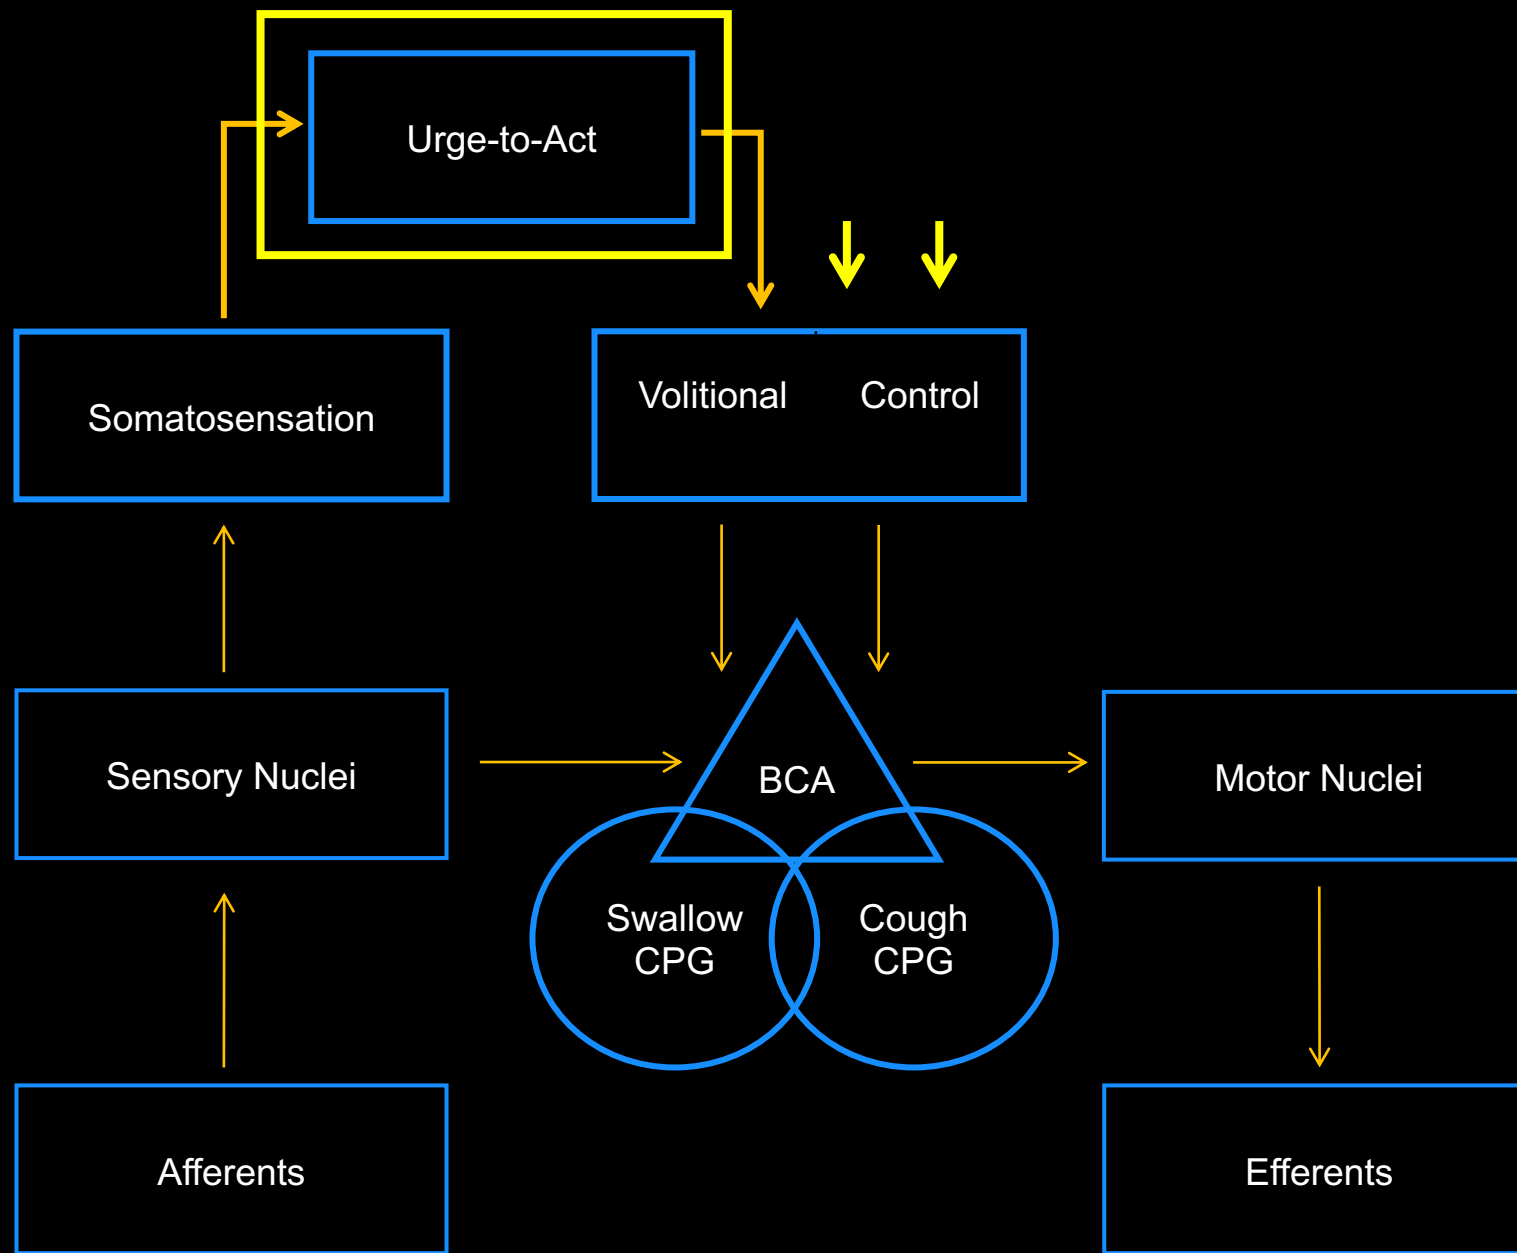 Urge-to-Act
Somatosensation
Volitional Control
Sensory Nuclei
BCA
Motor Nuclei
Swallow
CPG
Cough
CPG
Afferents
Efferents